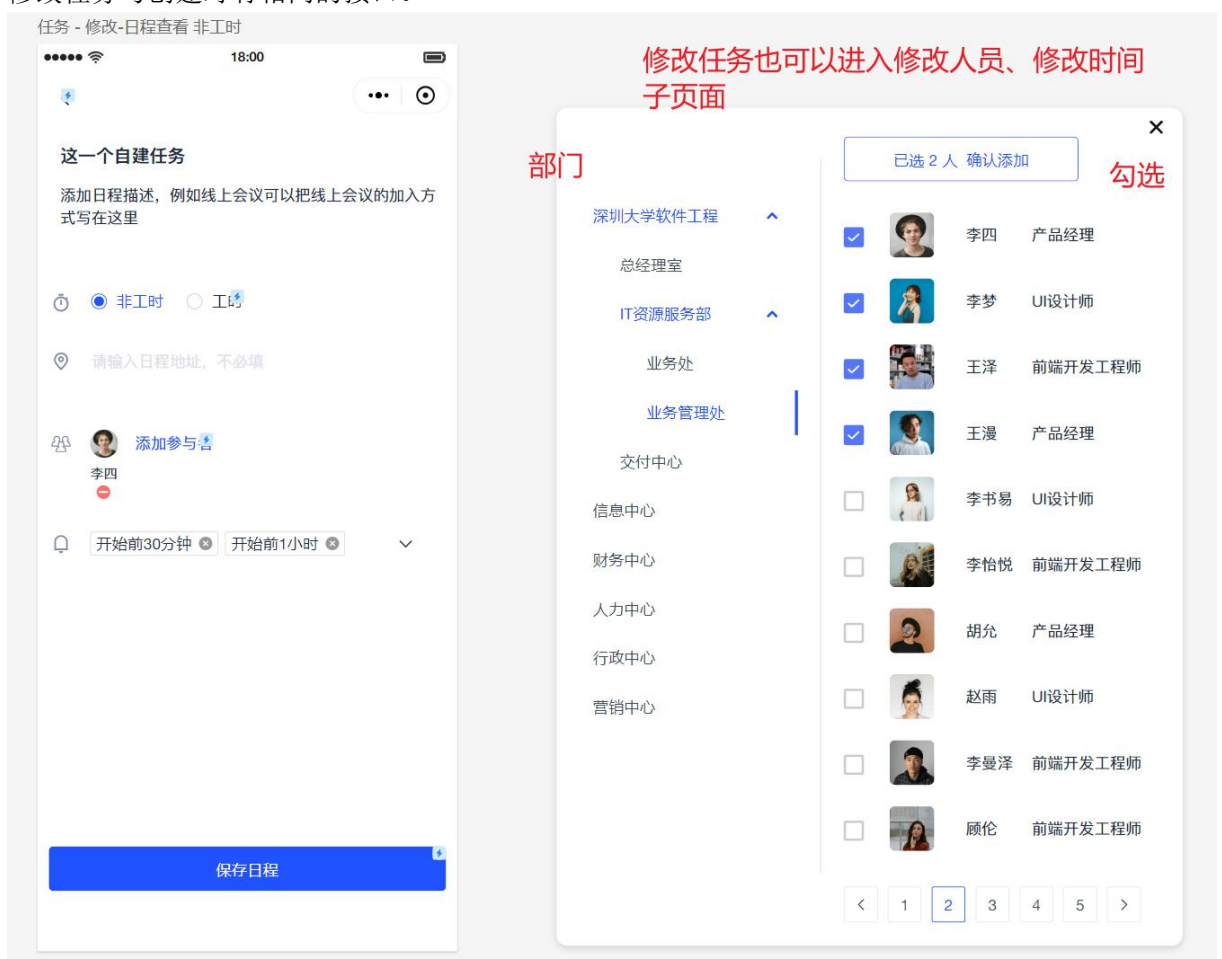 任务 - 修改-日程查看 非工时
18:00
这一个自建任务
添加日程描述，例如线上会议可以把线上会议的加入方
式写在这里
非工时
工时
请输入日程地址，不必填
添加参与者
李四
开始前30分钟
开始前1小时
保存日程
修改任务也可以进入修改人员、修改时间
子页面
部门
已选 2 人 确认添加
勾选
深圳大学软件工程
总经理室
IT资源服务部
业务处
业务管理处
交付中心
信息中心
财务中心
人力中心
行政中心
营销中心
李四 产品经理
李梦 UI设计师
王泽 前端开发工程师
王漫 产品经理
李书易 UI设计师
李怡悦 前端开发工程师
胡允 产品经理
赵雨 UI设计师
李曼泽 前端开发工程师
顾伦 前端开发工程师
1 2 3 4 5